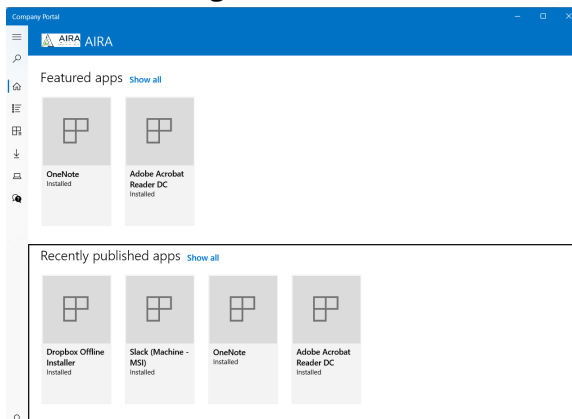 Company Portal
AIRA AIRA
Featured apps Show all
OneNote
Installed
Adobe Acrobat
Reader DC
Installed
Recently published apps Show all
Dropbox Offline
Installer
Installed
Slack (Machine -
MSI)
Installed
OneNote
Installed
Adobe Acrobat
Reader DC
Installed